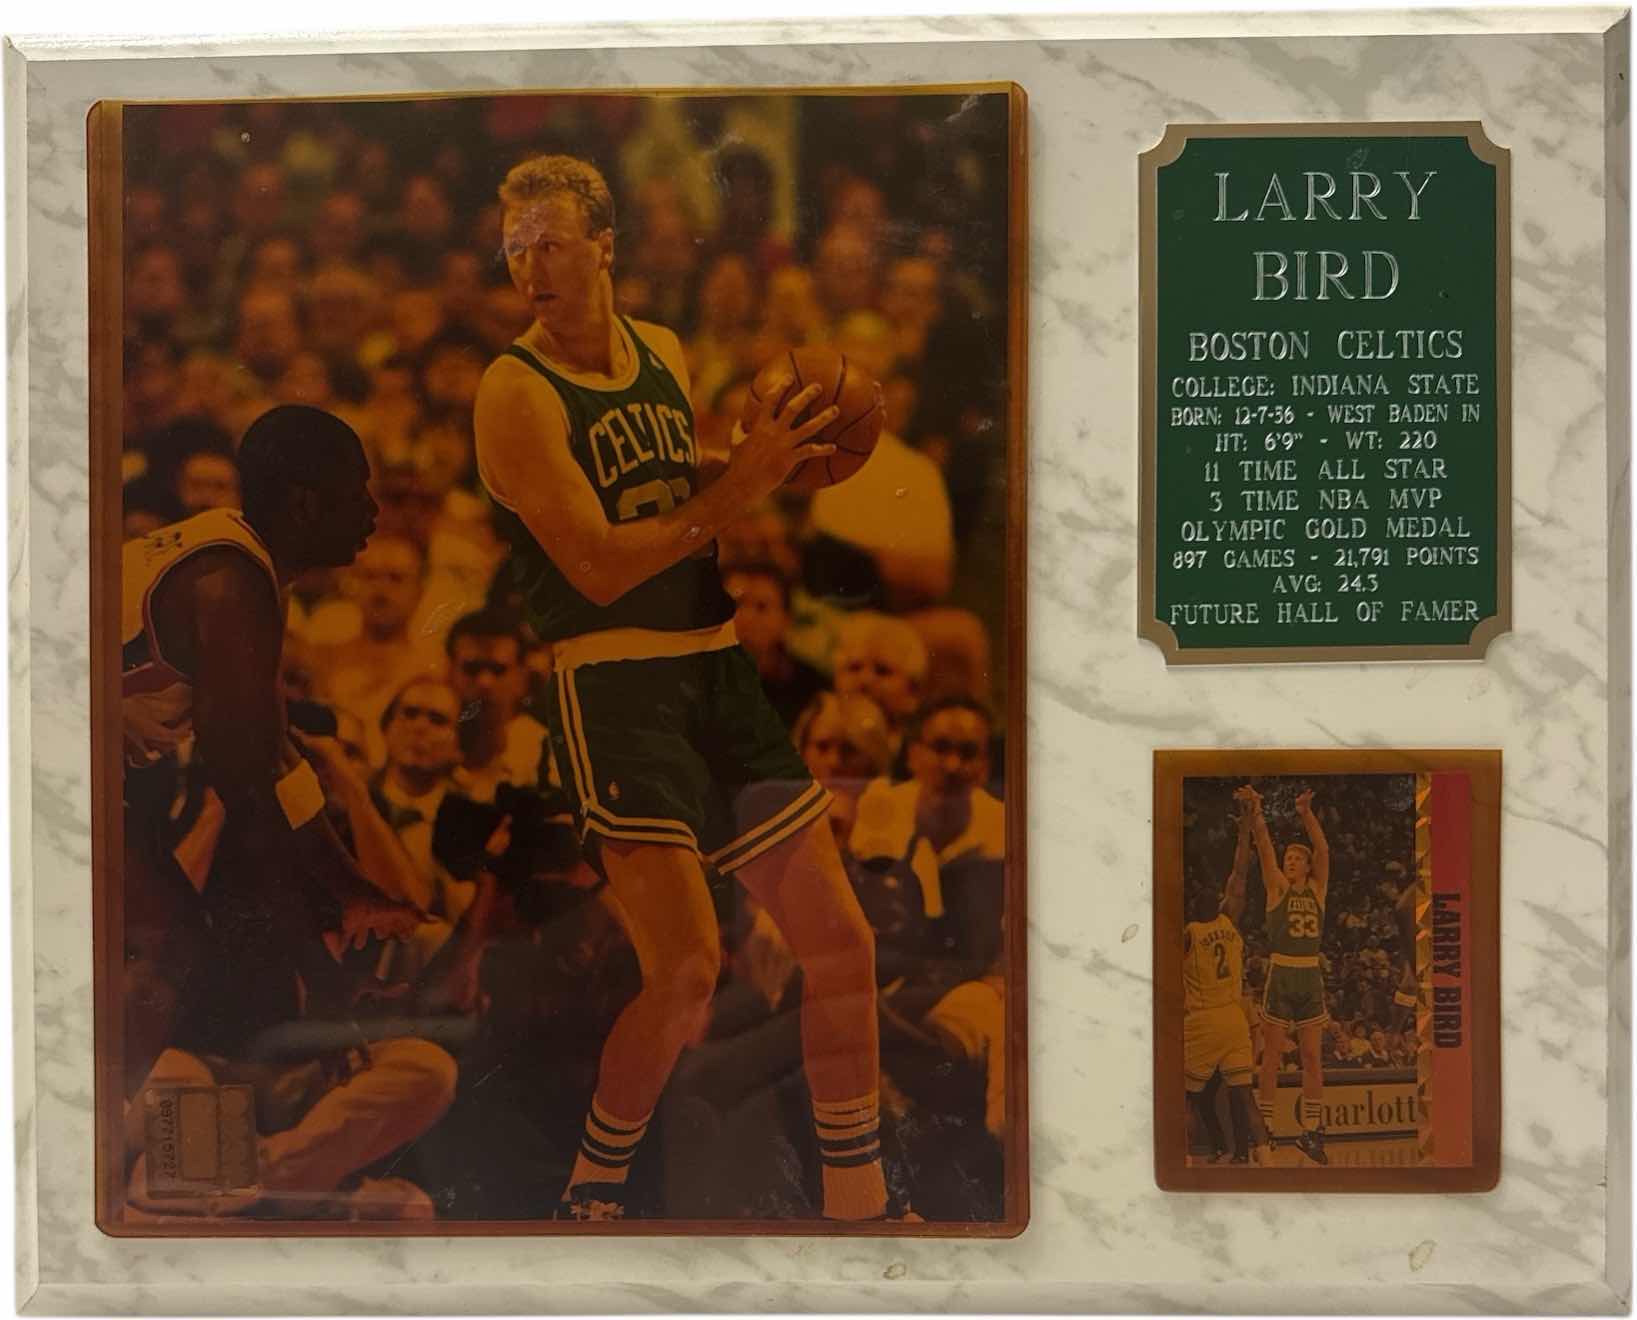 LARRY
BIRD
BOSTON CELTICS
COLLEGE: INDIANA STATE
BORN: 12-7-56 - WEST BADEN IN
HT: 6'9" - WT: 220
11 TIME ALL STAR
3 TIME NBA MVP
OLYMPIC GOLD MEDAL
897 GAMES - 21,791 POINTS
AVG: 24.3
FUTURE HALL OF FAMER
CELTICS
LARRY BIRD
JOHNSON
2
33
Charlott